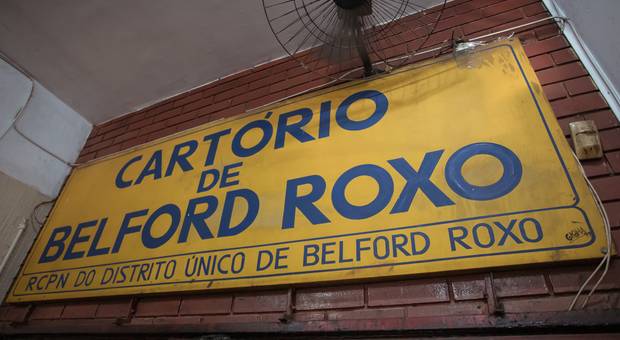 CARTÓRIO
DE
BELFORD ROXO
RCPN DO DISTRITO ÚNICO DE BELFORD ROXO